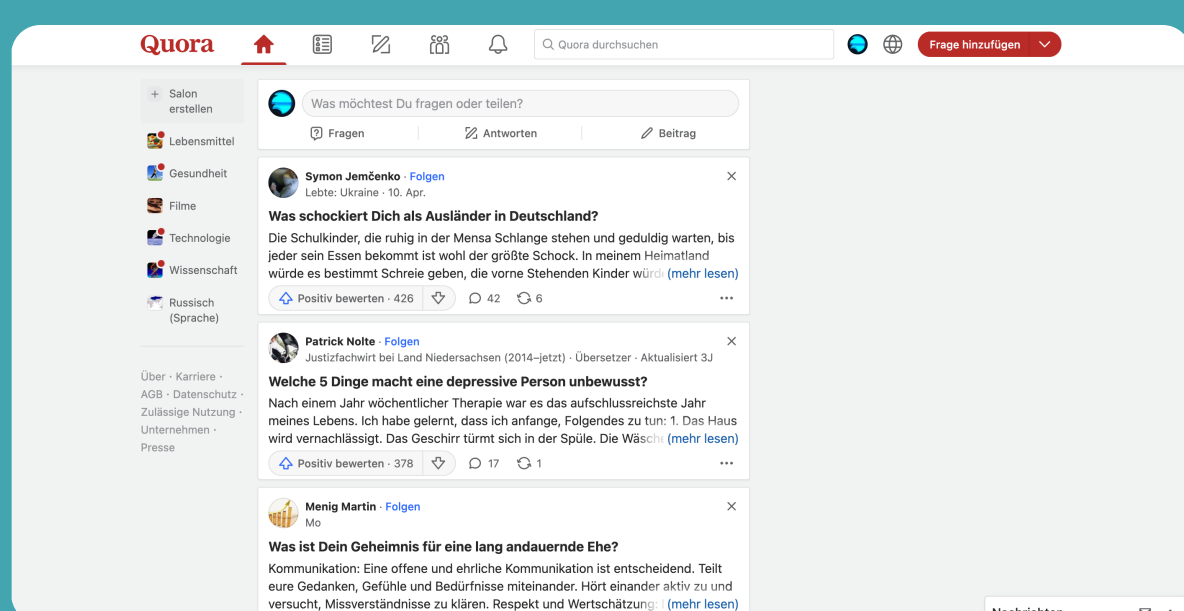 Quora
Quora durchsuchen
Frage hinzufügen
+ Salon
erstellen
Lebensmittel
Gesundheit
Filme
Technologie
Wissenschaft
Russisch
(Sprache)
Über · Karriere ·
AGB · Datenschutz ·
Zulässige Nutzung ·
Unternehmen ·
Presse
Was möchtest Du fragen oder teilen?
Fragen
Antworten
Beitrag
Symon Jemčenko · Folgen
Lebte: Ukraine · 10. Apr.
Was schockiert Dich als Ausländer in Deutschland?
Die Schulkinder, die ruhig in der Mensa Schlange stehen und geduldig warten, bis
jeder sein Essen bekommt ist wohl der größte Schock. In meinem Heimatland
würde es bestimmt Schreie geben, die vorne Stehenden Kinder würde (mehr lesen)
Positiv bewerten · 426 42 6
Patrick Nolte · Folgen
Justizfachwirt bei Land Niedersachsen (2014–jetzt) · Übersetzer · Aktualisiert 3J
Welche 5 Dinge macht eine depressive Person unbewusst?
Nach einem Jahr wöchentlicher Therapie war es das aufschlussreichste Jahr
meines Lebens. Ich habe gelernt, dass ich anfange, Folgendes zu tun: 1. Das Haus
wird vernachlässigt. Das Geschirr türmt sich in der Spüle. Die Wäsche (mehr lesen)
Positiv bewerten · 378 17 1
Menig Martin · Folgen
Mo
Was ist Dein Geheimnis für eine lang andauernde Ehe?
Kommunikation: Eine offene und ehrliche Kommunikation ist entscheidend. Teilt
eure Gedanken, Gefühle und Bedürfnisse miteinander. Hört einander aktiv zu und
versucht, Missverständnisse zu klären. Respekt und Wertschätzung: (mehr lesen)